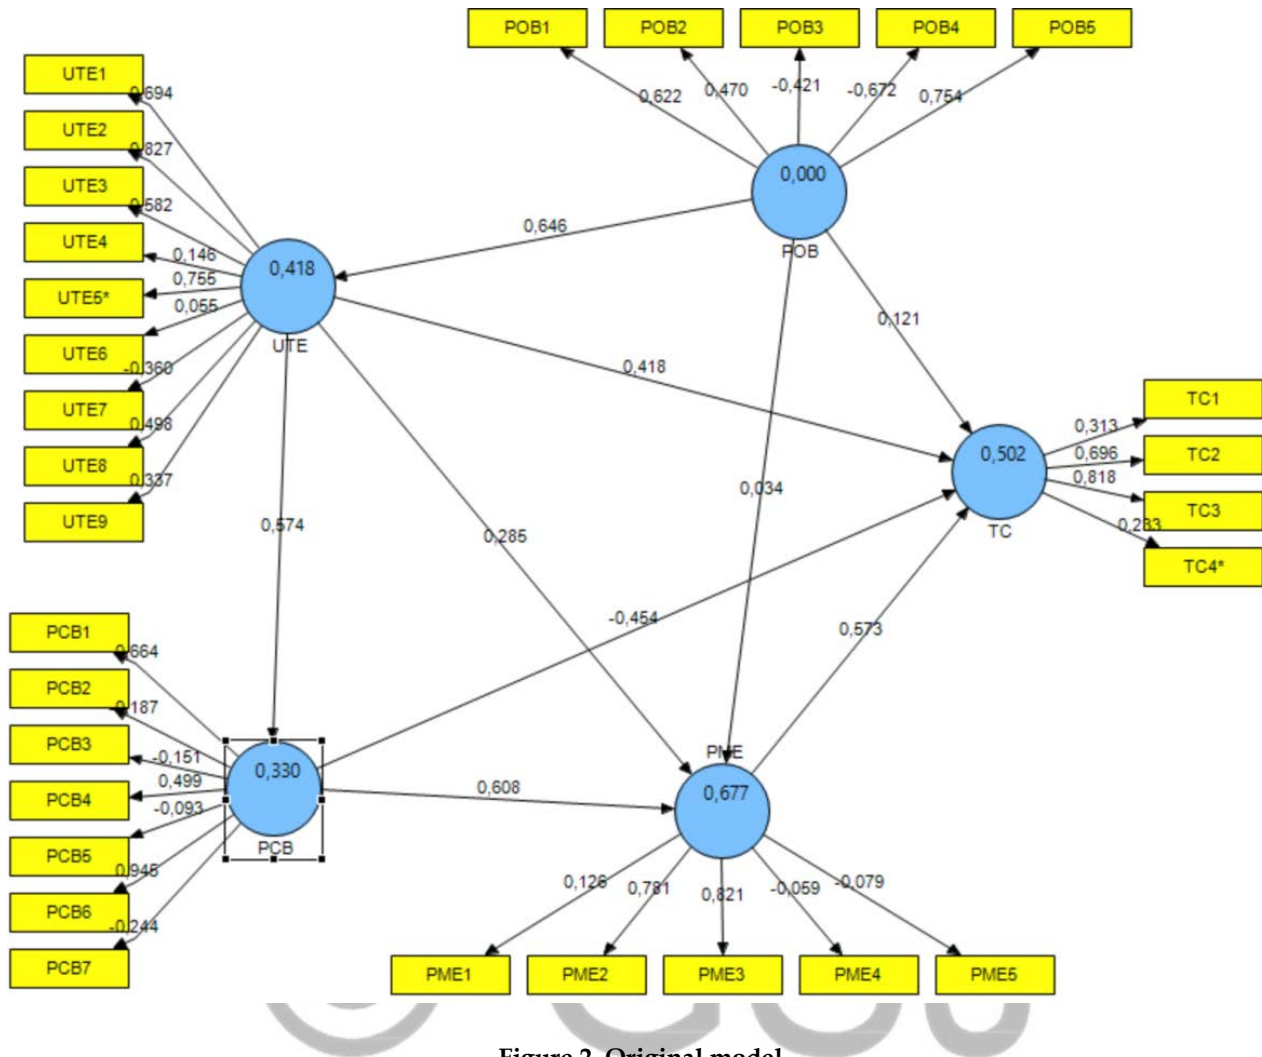 POB1 POB2 POB3 POB4 POB5
0,622 0,470 -0,421 -0,672 0,754
0,000
POB
UTE1
0,694
UTE2
0,827
UTE3
0,582
UTE4
0,146
UTE5*
0,755
0,055
UTE6
-0,360
UTE7
0,498
UTE8
0,337
UTE9
0,418
UTE
0,646
0,121
0,418
0,034
0,574
0,285
-0,454
0,573
0,608
0,502
TC
TC1
0,313
TC2
0,696
TC3
0,818
0,233
TC4*
PCB1
0,664
PCB2
0,187
PCB3
-0,151
PCB4
0,499
-0,093
PCB5
0,945
PCB6
-0,244
PCB7
0,330
PCB
PME
0,677
0,126 0,781 0,821 -0,059 -0,079
PME1 PME2 PME3 PME4 PME5
Figure 2. Original model